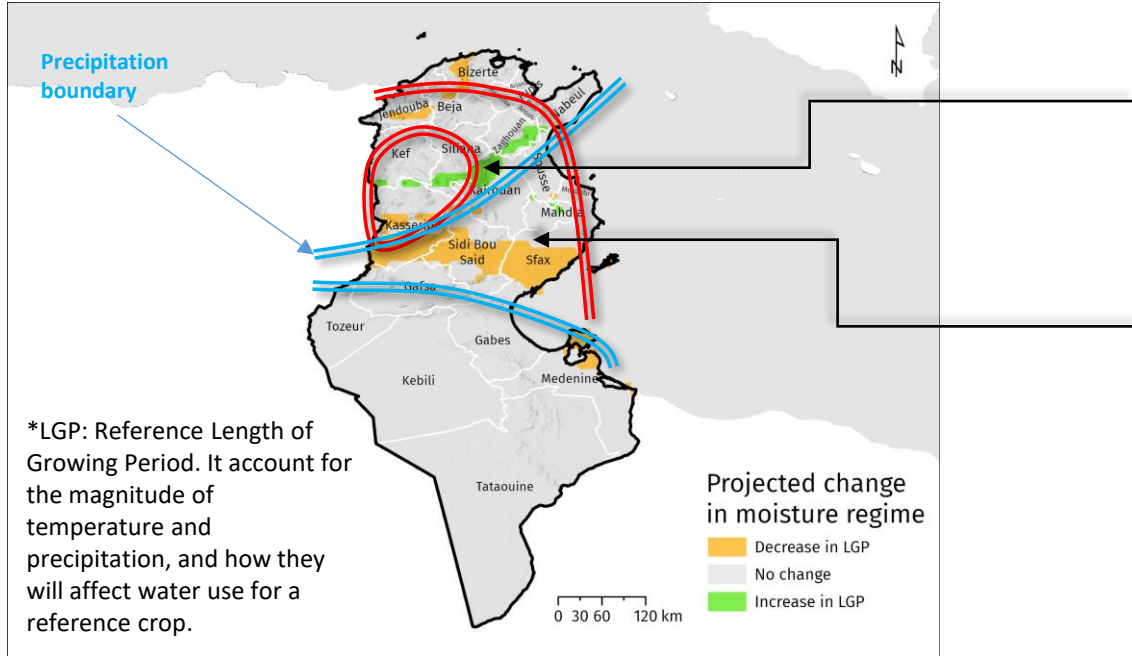 Precipitation
boundary
N
Bizerte
Tunis
Jendouba
Beja
Nabeul
Zaghouan
Kef
Siliana
Sousse
Kairouan
Mahdia
Kasserine
Sidi Bou
Said
Sfax
Gafsa
Tozeur
Gabes
Kebili
Medenine
Tataouine
*LGP: Reference Length of
Growing Period. It account for
the magnitude of
temperature and
precipitation, and how they
will affect water use for a
reference crop.
Projected change
in moisture regime
Decrease in LGP
No change
Increase in LGP
0 30 60 120 km